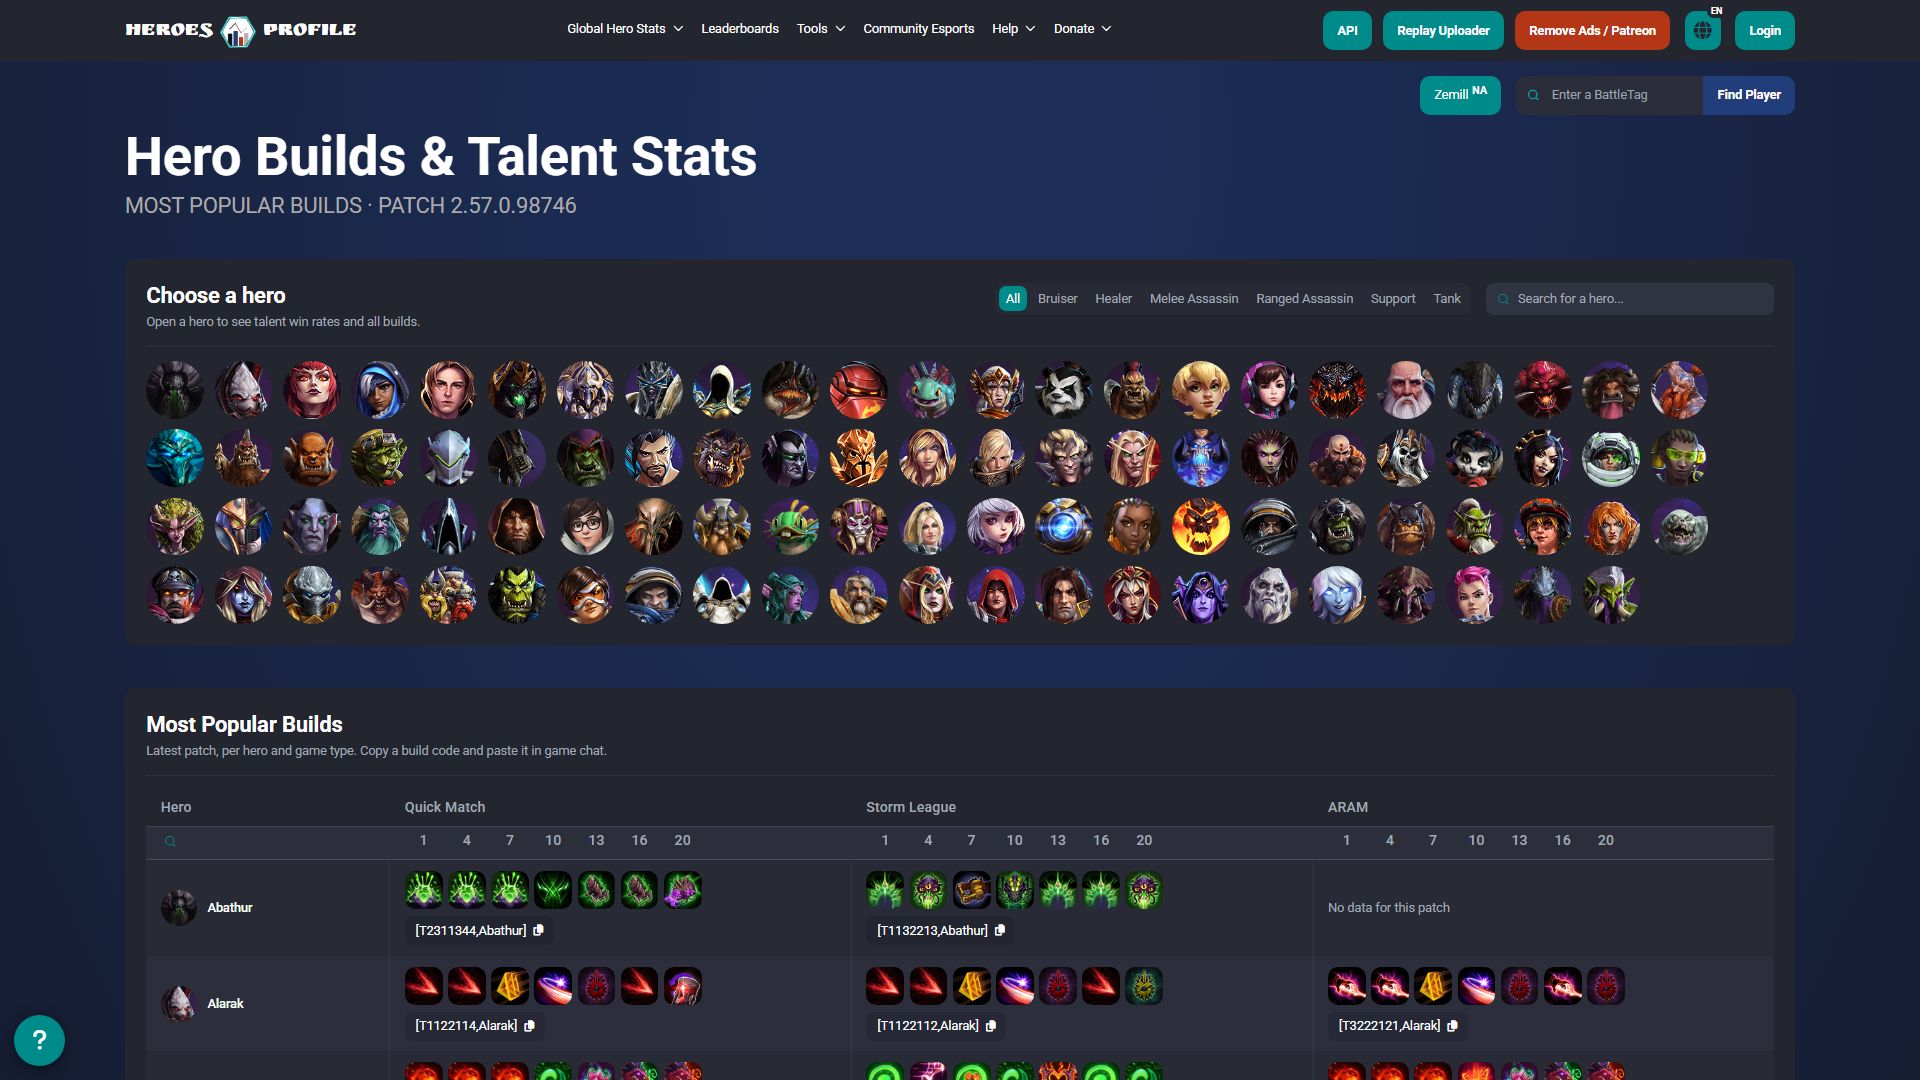 HEROES PROFILE
Global Hero Stats
Leaderboards
Tools
Community Esports
Help
Donate
API
Replay Uploader
Remove Ads / Patreon
EN
Login
Zemill NA
Enter a BattleTag
Find Player
Hero Builds & Talent Stats
MOST POPULAR BUILDS · PATCH 2.57.0.98746
Choose a hero
Open a hero to see talent win rates and all builds.
All
Bruiser
Healer
Melee Assassin
Ranged Assassin
Support
Tank
Search for a hero...
Most Popular Builds
Latest patch, per hero and game type. Copy a build code and paste it in game chat.
Hero
Quick Match
Storm League
ARAM
1 4 7 10 13 16 20
1 4 7 10 13 16 20
1 4 7 10 13 16 20
Abathur
[T2311344,Abathur]
[T1132213,Abathur]
No data for this patch
Alarak
[T1122114,Alarak]
[T1122112,Alarak]
[T3222121,Alarak]
?